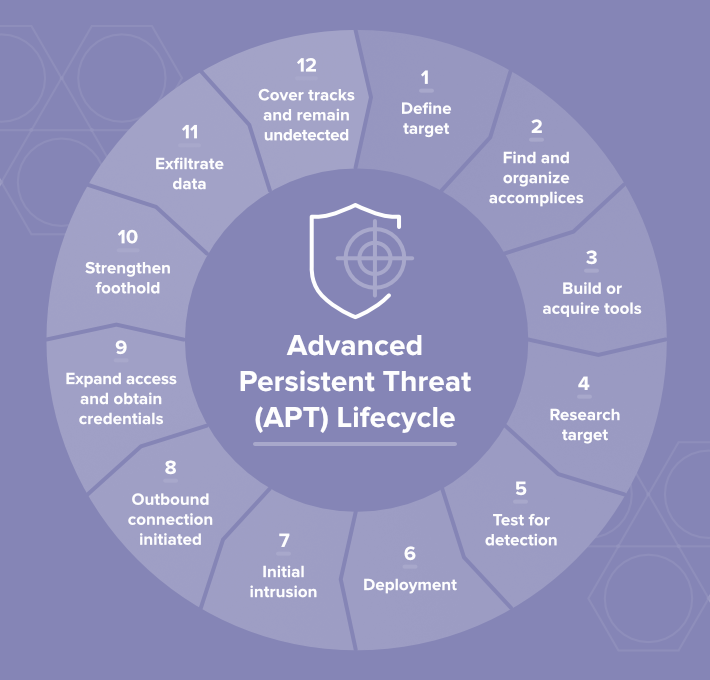 Advanced
Persistent Threat
(APT) Lifecycle
1
Define
target
2
Find and
organize
accomplices
3
Build or
acquire tools
4
Research
target
5
Test for
detection
6
Deployment
7
Initial
intrusion
8
Outbound
connection
initiated
9
Expand access
and obtain
credentials
10
Strengthen
foothold
11
Exfiltrate
data
12
Cover tracks
and remain
undetected